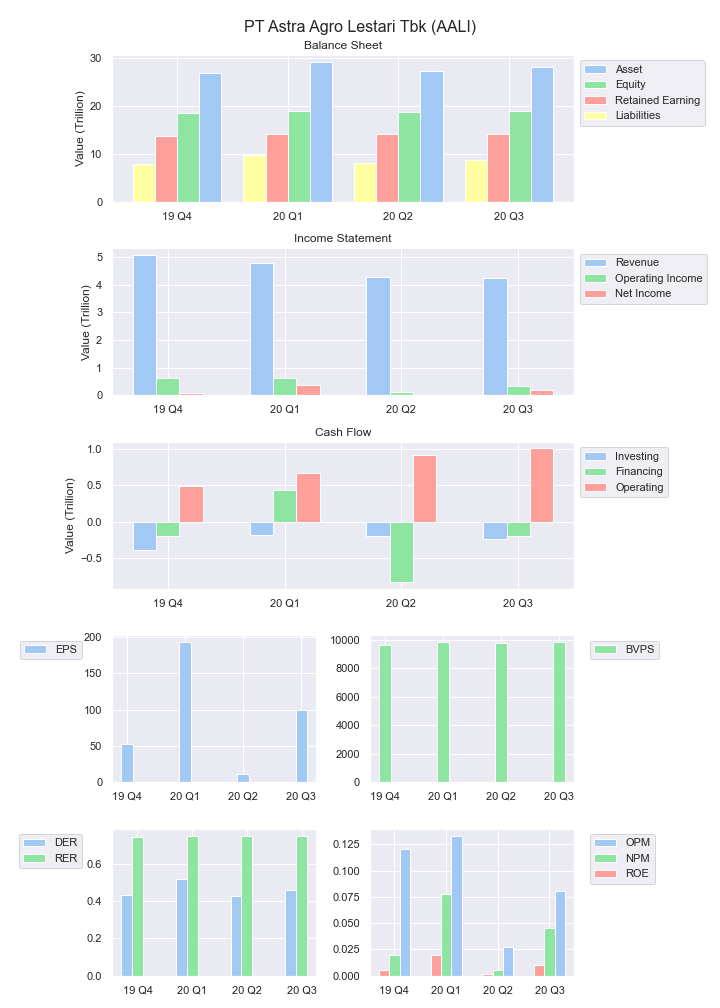 PT Astra Agro Lestari Tbk (AALI)
Balance Sheet
Value (Trillion)
30
20
10
0
19 Q4 20 Q1 20 Q2 20 Q3
Asset
Equity
Retained Earning
Liabilities
Income Statement
Value (Trillion)
5
4
3
2
1
0
19 Q4 20 Q1 20 Q2 20 Q3
Revenue
Operating Income
Net Income
Cash Flow
Value (Trillion)
1.0
0.5
0.0
−0.5
19 Q4 20 Q1 20 Q2 20 Q3
Investing
Financing
Operating
EPS
200
150
100
50
0
19 Q4 20 Q1 20 Q2 20 Q3
10000
8000
6000
4000
2000
0
19 Q4 20 Q1 20 Q2 20 Q3
BVPS
DER
RER
0.6
0.4
0.2
0.0
19 Q4 20 Q1 20 Q2 20 Q3
0.125
0.100
0.075
0.050
0.025
0.000
19 Q4 20 Q1 20 Q2 20 Q3
OPM
NPM
ROE